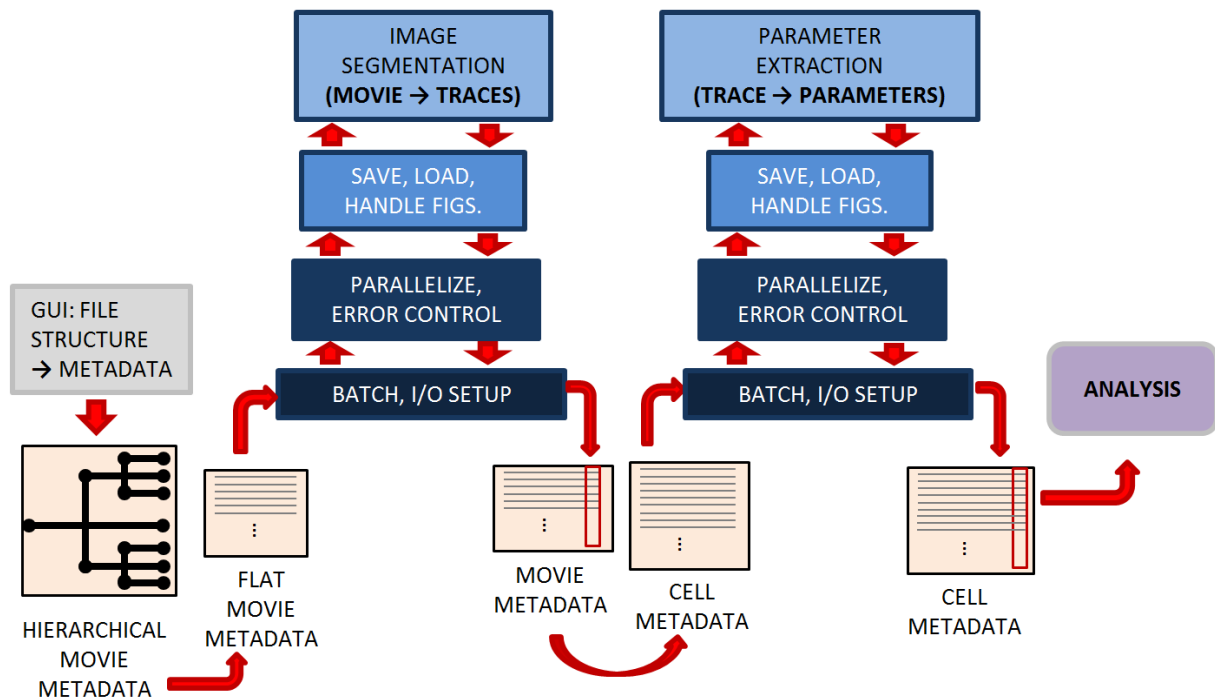 IMAGE
SEGMENTATION
(MOVIE → TRACES)
PARAMETER
EXTRACTION
(TRACE → PARAMETERS)
SAVE, LOAD,
HANDLE FIGS.
SAVE, LOAD,
HANDLE FIGS.
PARALLELIZE,
ERROR CONTROL
PARALLELIZE,
ERROR CONTROL
GUI: FILE
STRUCTURE
→ METADATA
BATCH, I/O SETUP
BATCH, I/O SETUP
ANALYSIS
⋮
⋮
⋮
⋮
HIERARCHICAL
MOVIE
METADATA
FLAT
MOVIE
METADATA
MOVIE
METADATA
CELL
METADATA
CELL
METADATA